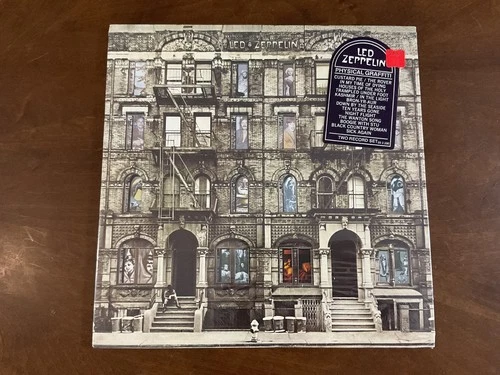 LED ZEPPELIN
LED
ZEPPELIN
PHYSICAL GRAFFITI
CUSTARD PIE / THE ROVER
IN MY TIME OF DYING
HOUSES OF THE HOLY
TRAMPLED UNDER FOOT
KASHMIR / IN THE LIGHT
BRON-YR-AUR
DOWN BY THE SEASIDE
TEN YEARS GONE
NIGHT FLIGHT
THE WANTON SONG
BOOGIE WITH STU
BLACK COUNTRY WOMAN
SICK AGAIN
TWO RECORD SET